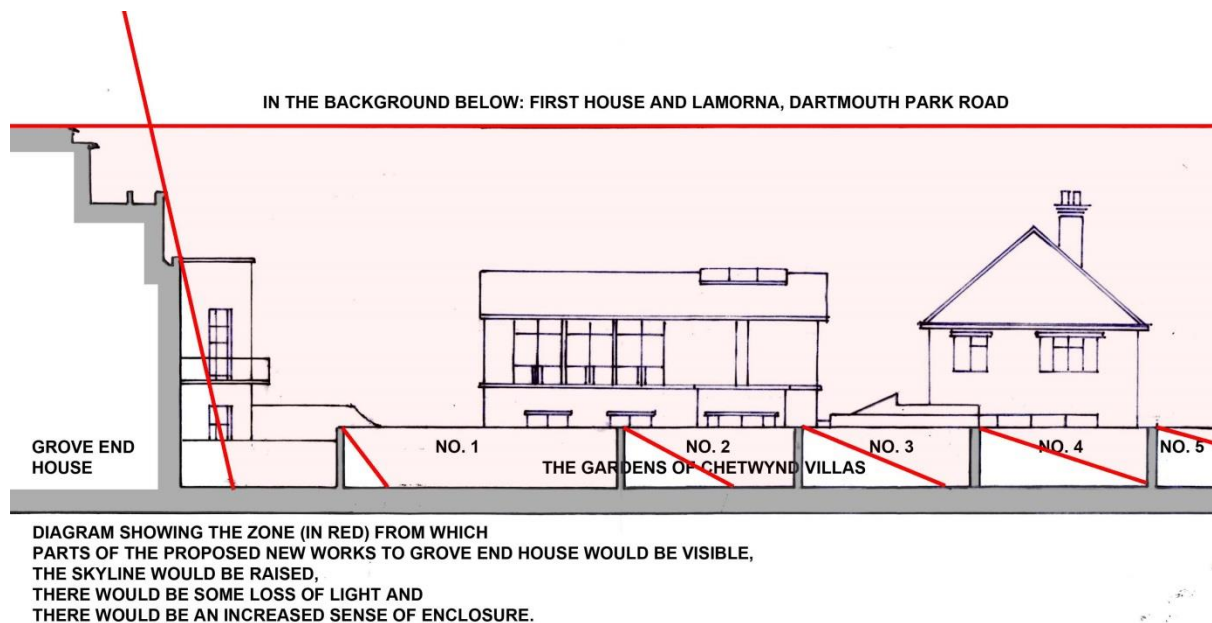 IN THE BACKGROUND BELOW: FIRST HOUSE AND LAMORNA, DARTMOUTH PARK ROAD
GROVE END
HOUSE
NO. 1
NO. 2
NO. 3
NO. 4
NO. 5
THE GARDENS OF CHETWYND VILLAS
DIAGRAM SHOWING THE ZONE (IN RED) FROM WHICH
PARTS OF THE PROPOSED NEW WORKS TO GROVE END HOUSE WOULD BE VISIBLE,
THE SKYLINE WOULD BE RAISED,
THERE WOULD BE SOME LOSS OF LIGHT AND
THERE WOULD BE AN INCREASED SENSE OF ENCLOSURE.